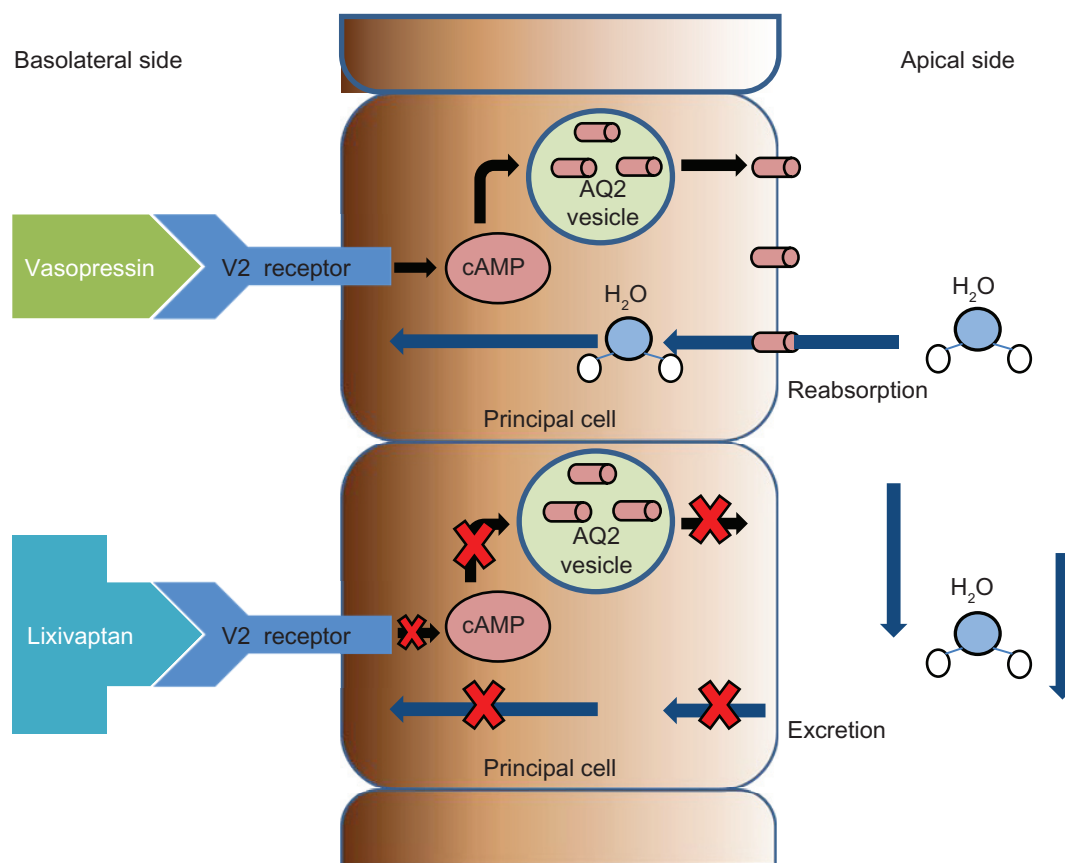 Basolateral side
Apical side
AQ2
vesicle
Vasopressin
V2 receptor
cAMP
H₂O
H₂O
Reabsorption
Principal cell
AQ2
vesicle
H₂O
Lixivaptan
V2 receptor
cAMP
Excretion
Principal cell